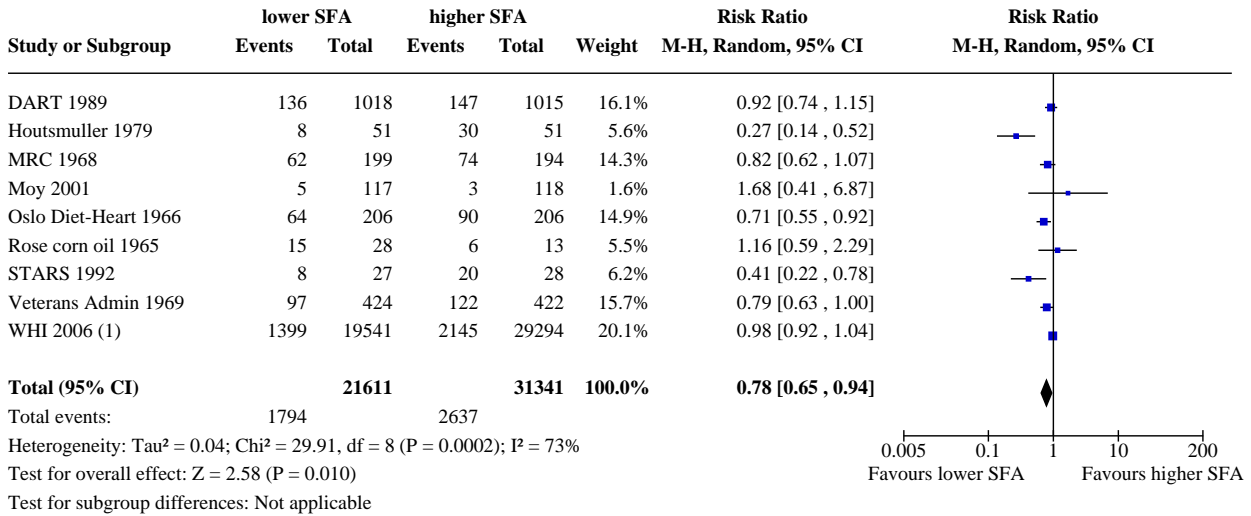 lower SFA higher SFA Risk Ratio Risk Ratio
Study or Subgroup Events Total Events Total Weight M-H, Random, 95% CI M-H, Random, 95% CI
DART 1989 136 1018 147 1015 16.1% 0.92 [0.74 , 1.15]
Houtsmuller 1979 8 51 30 51 5.6% 0.27 [0.14 , 0.52]
MRC 1968 62 199 74 194 14.3% 0.82 [0.62 , 1.07]
Moy 2001 5 117 3 118 1.6% 1.68 [0.41 , 6.87]
Oslo Diet-Heart 1966 64 206 90 206 14.9% 0.71 [0.55 , 0.92]
Rose corn oil 1965 15 28 6 13 5.5% 1.16 [0.59 , 2.29]
STARS 1992 8 27 20 28 6.2% 0.41 [0.22 , 0.78]
Veterans Admin 1969 97 424 122 422 15.7% 0.79 [0.63 , 1.00]
WHI 2006 (1) 1399 19541 2145 29294 20.1% 0.98 [0.92 , 1.04]
Total (95% CI) 21611 31341 100.0% 0.78 [0.65 , 0.94]
Total events: 1794 2637
Heterogeneity: Tau² = 0.04; Chi² = 29.91, df = 8 (P = 0.0002); I² = 73%
0.005 0.1 1 10 200
Test for overall effect: Z = 2.58 (P = 0.010)
Favours lower SFA Favours higher SFA
Test for subgroup differences: Not applicable